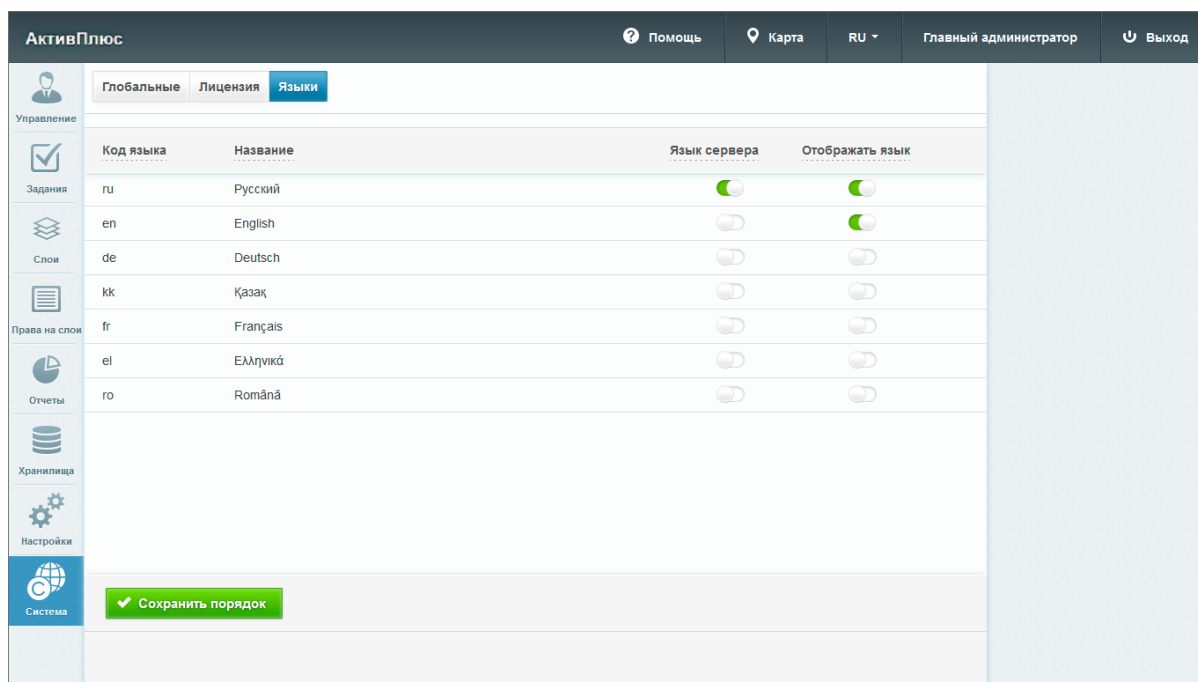 АктивПлюс
Помощь
Карта
RU
Главный администратор
Выход
Управление
Задания
Слои
Права на слои
Отчеты
Хранилища
Настройки
Система
Глобальные Лицензия Языки
Код языка Название Язык сервера Отображать язык
ru Русский
en English
de Deutsch
kk Қазақ
fr Français
el Ελληνικά
ro Română
Сохранить порядок